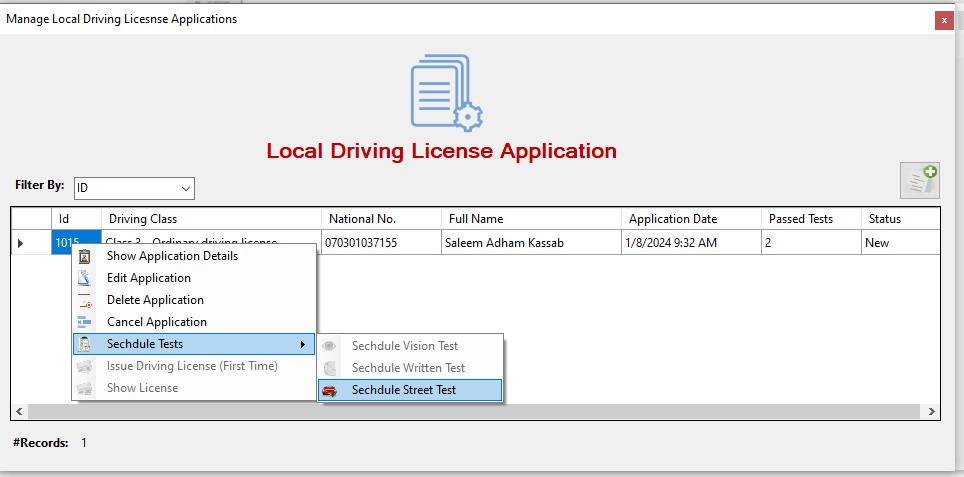 Manage Local Driving Licesnse Applications
x
Local Driving License Application
Filter By: ID
Id Driving Class National No. Full Name Application Date Passed Tests Status
1015 Class 3 - Ordinary driving license 070301037155 Saleem Adham Kassab 1/8/2024 9:32 AM 2 New
Show Application Details
Edit Application
Delete Application
Cancel Application
Sechdule Tests
Sechdule Vision Test
Issue Driving License (First Time)
Sechdule Written Test
Show License
Sechdule Street Test
#Records: 1